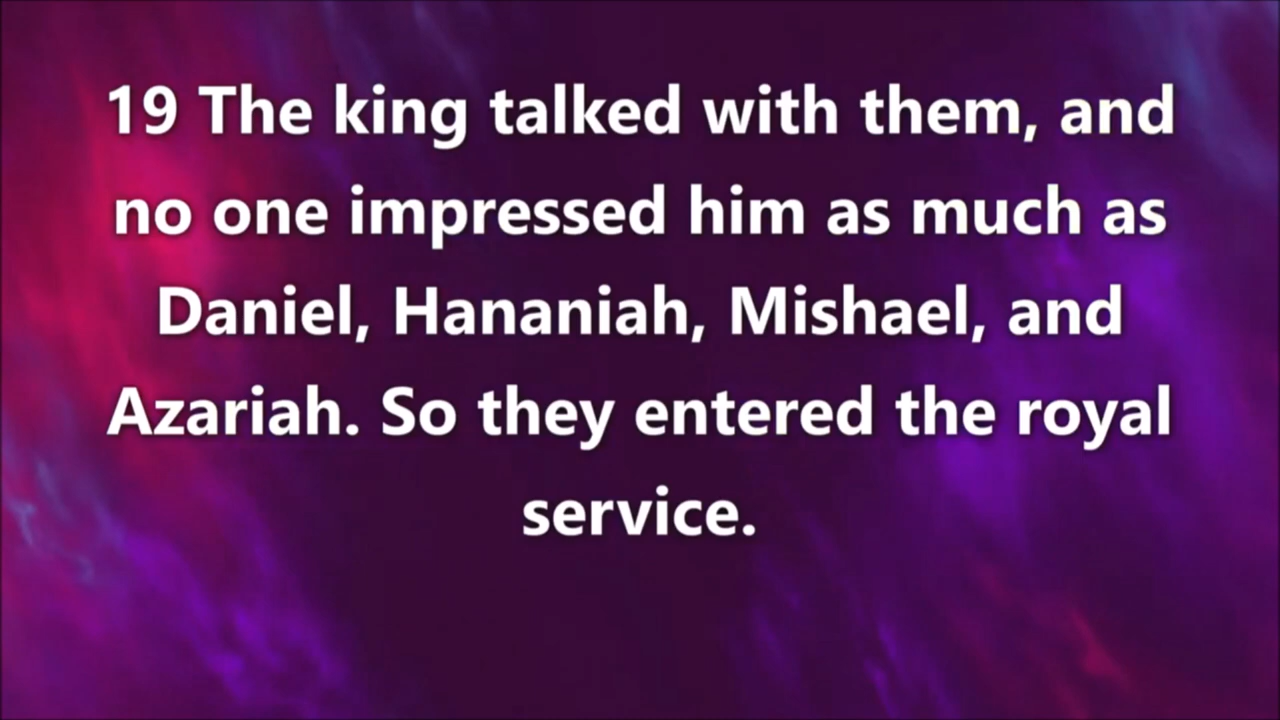 19 The king talked with them, and
no one impressed him as much as
Daniel, Hananiah, Mishael, and
Azariah. So they entered the royal
service.